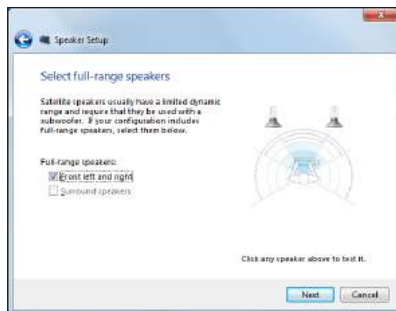 Speaker Setup
Select full-range speakers
Satellite speakers usually have a limited dynamic
range and require that they be used with a
subwoofer. If your configuration includes
full-range speakers, select them below.
Full-range speakers:
Front left and right
Surround speakers
Click any speaker above to test it.
Next
Cancel